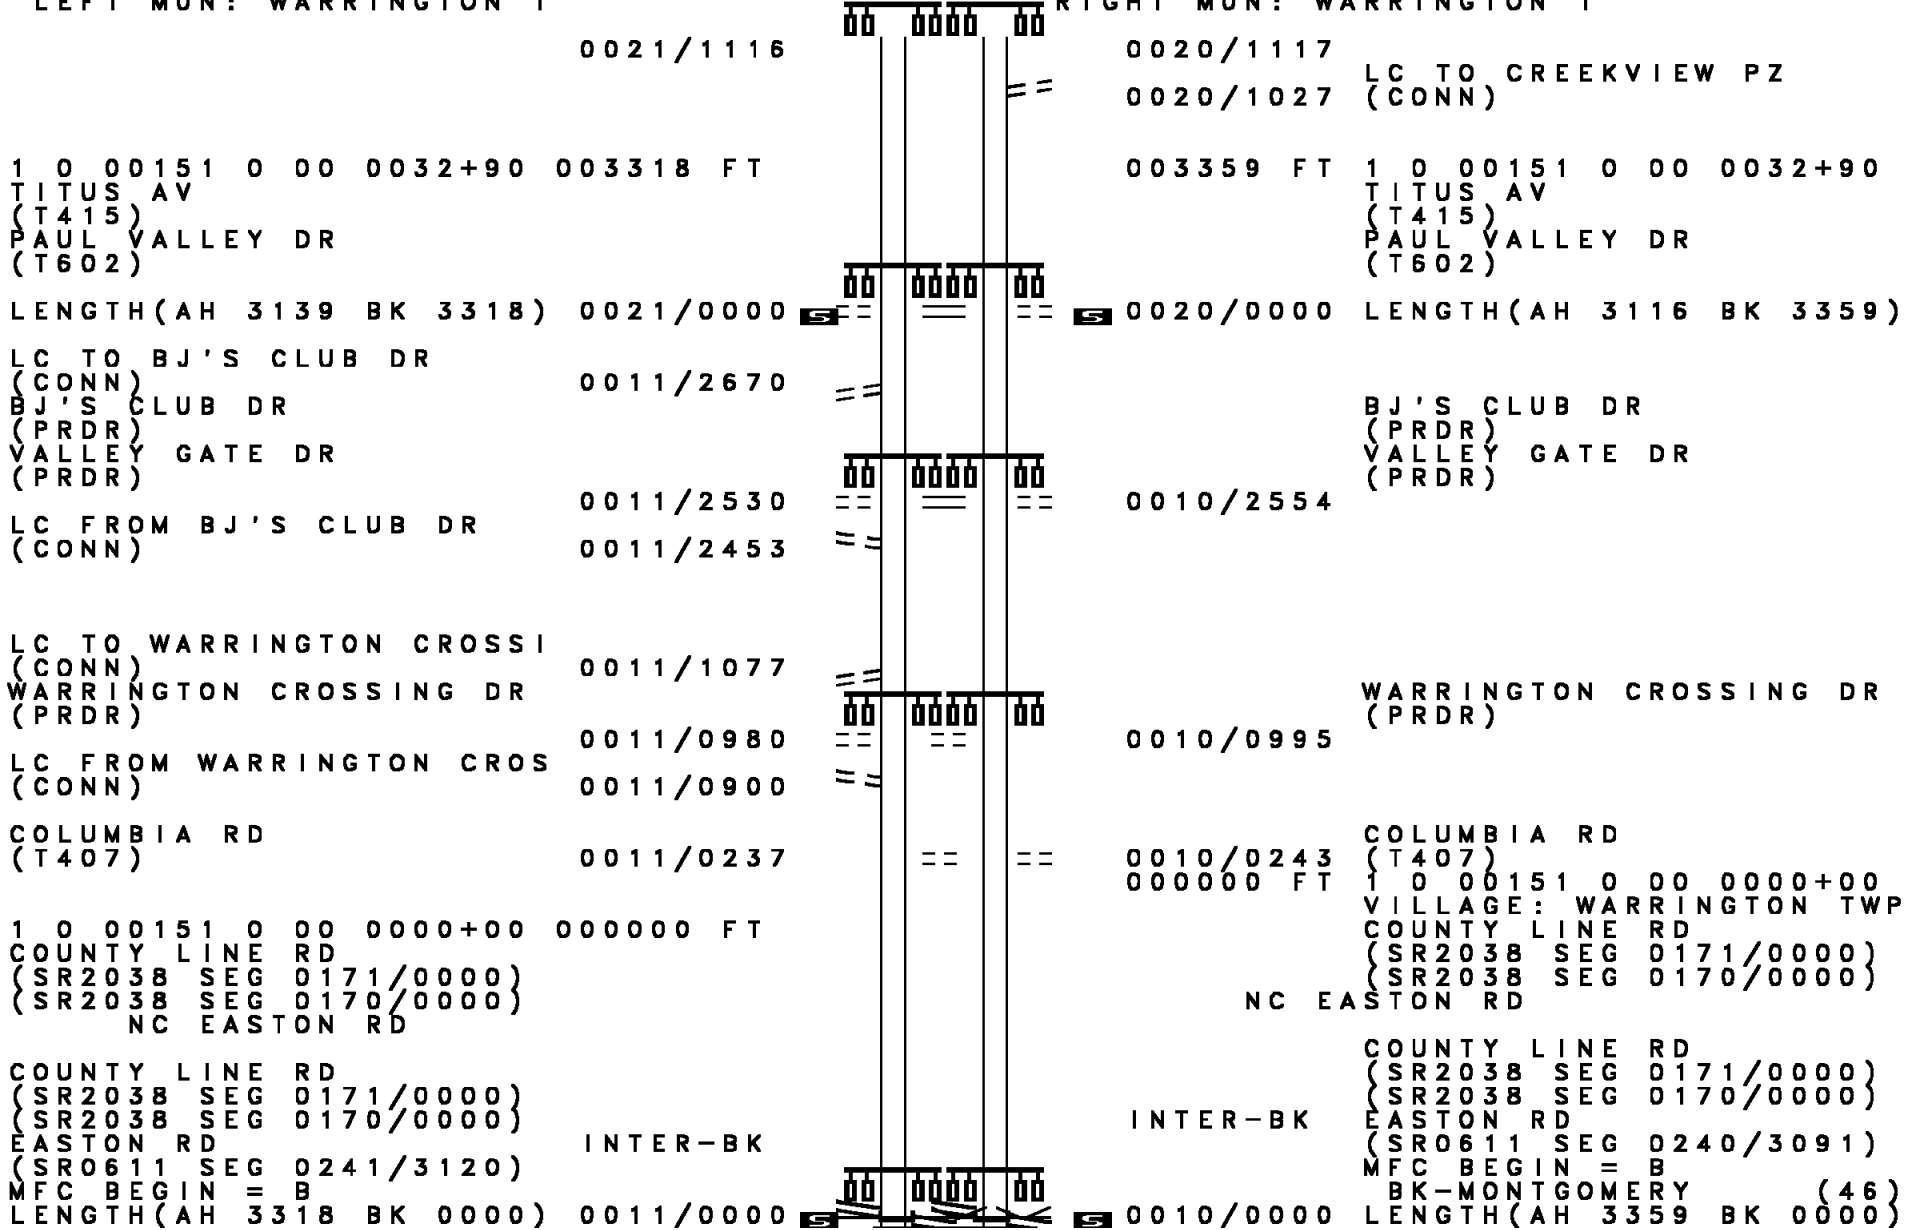 LEFT MUN: WARRINGTON T RIGHT MUN: WARRINGTON T
0021/1116 0020/1117
LC TO CREEKVIEW PZ
0020/1027 (CONN)
1 0 00151 0 00 0032+90 003318 FT 003359 FT 1 0 00151 0 00 0032+90
TITUS AV TITUS AV
(T415) (T415)
PAUL VALLEY DR PAUL VALLEY DR
(T602) (T602)
LENGTH(AH 3139 BK 3318) 0021/0000 S S 0020/0000 LENGTH(AH 3116 BK 3359)
LC TO BJ'S CLUB DR
(CONN) 0011/2670
BJ'S CLUB DR BJ'S CLUB DR
(PRDR) (PRDR)
VALLEY GATE DR VALLEY GATE DR
(PRDR) (PRDR)
0011/2530 0010/2554
LC FROM BJ'S CLUB DR
(CONN) 0011/2453
LC TO WARRINGTON CROSSI
(CONN) 0011/1077
WARRINGTON CROSSING DR WARRINGTON CROSSING DR
(PRDR) (PRDR)
0011/0980 0010/0995
LC FROM WARRINGTON CROS
(CONN) 0011/0900
COLUMBIA RD COLUMBIA RD
(T407) 0011/0237 0010/0243 (T407)
000000 FT 1 0 00151 0 00 0000+00
VILLAGE: WARRINGTON TWP
1 0 00151 0 00 0000+00 000000 FT COUNTY LINE RD
COUNTY LINE RD (SR2038 SEG 0171/0000)
(SR2038 SEG 0171/0000) (SR2038 SEG 0170/0000)
(SR2038 SEG 0170/0000) NC EASTON RD
NC EASTON RD
COUNTY LINE RD
COUNTY LINE RD (SR2038 SEG 0171/0000)
(SR2038 SEG 0171/0000) (SR2038 SEG 0170/0000)
(SR2038 SEG 0170/0000) INTER-BK EASTON RD
EASTON RD INTER-BK (SR0611 SEG 0240/3091)
(SR0611 SEG 0241/3120) MFC BEGIN = B
MFC BEGIN = B BK-MONTGOMERY (46)
LENGTH(AH 3318 BK 0000) 0011/0000 S S 0010/0000 LENGTH(AH 3359 BK 0000)